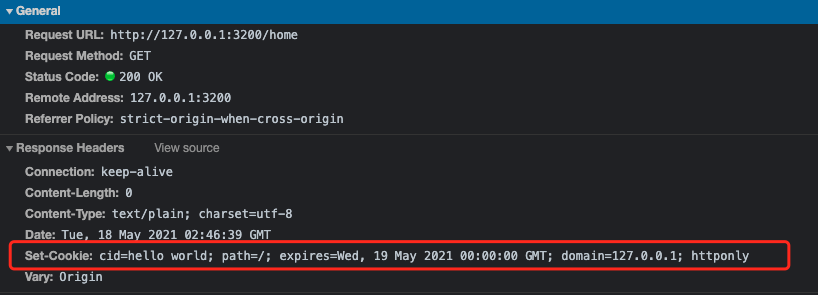 General
Request URL: http://127.0.0.1:3200/home
Request Method: GET
Status Code: 200 OK
Remote Address: 127.0.0.1:3200
Referrer Policy: strict-origin-when-cross-origin
Response Headers View source
Connection: keep-alive
Content-Length: 0
Content-Type: text/plain; charset=utf-8
Date: Tue, 18 May 2021 02:46:39 GMT
Set-Cookie: cid=hello world; path=/; expires=Wed, 19 May 2021 00:00:00 GMT; domain=127.0.0.1; httponly
Vary: Origin